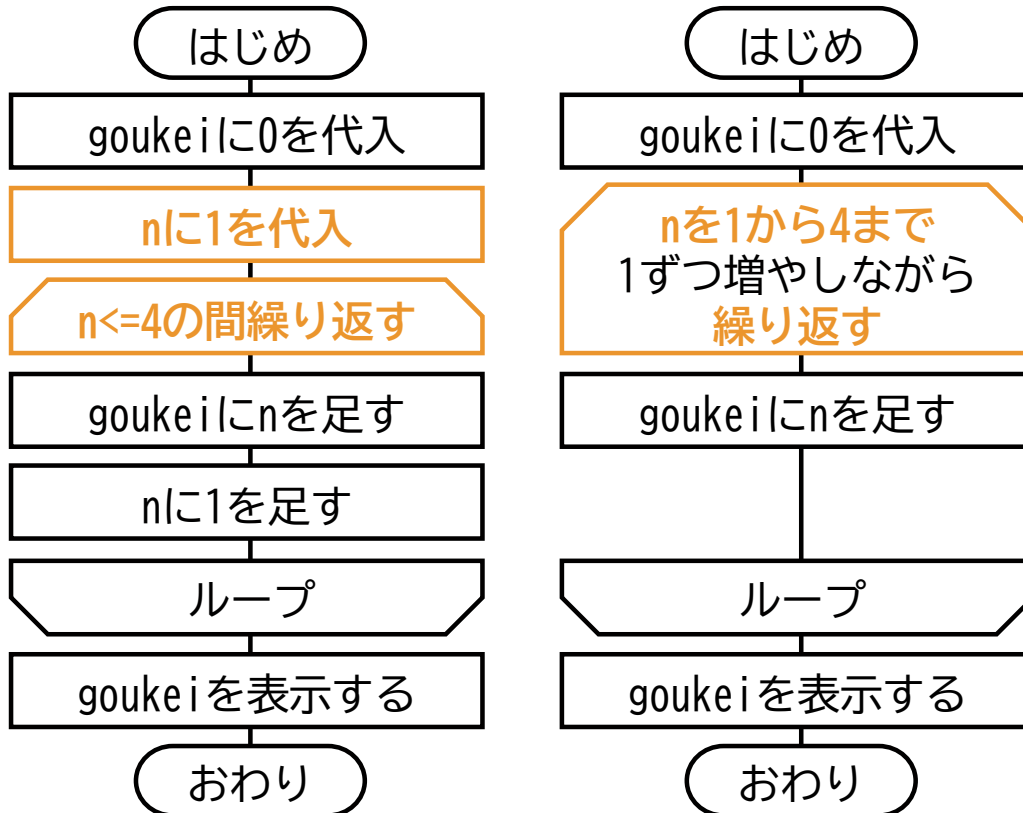 はじめ
goukeiに0を代入
nに1を代入
n<=4の間繰り返す
goukeiにnを足す
nに1を足す
ループ
goukeiを表示する
おわり
はじめ
goukeiに0を代入
nを1から4まで
1ずつ増やしながら
繰り返す
goukeiにnを足す
ループ
goukeiを表示する
おわり